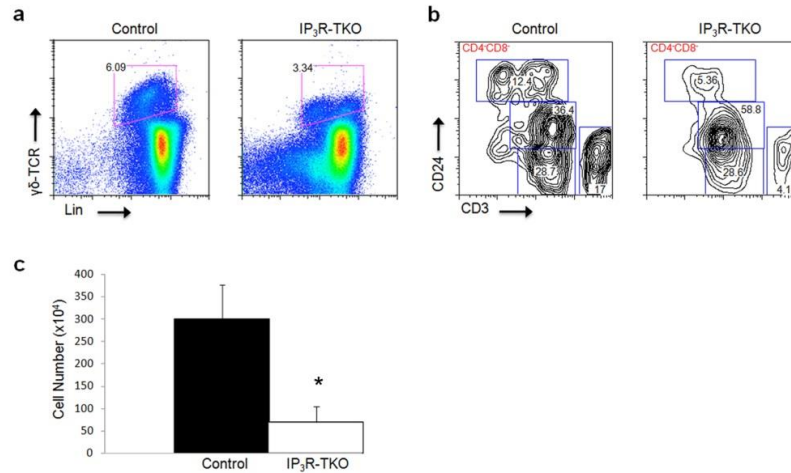 a
Control
IP₃R-TKO
6.09
3.34
γδ-TCR
Lin
b
Control
IP₃R-TKO
CD4⁻CD8⁻
12.4
36.4
28.7
17
CD4⁻CD8⁻
5.36
58.8
28.6
4.1
CD24
CD3
c
Cell Number (x10⁴)
400
350
300
250
200
150
100
50
0
*
Control
IP₃R-TKO